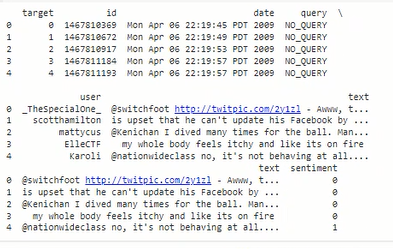 target id date query \
0 0 1467810369 Mon Apr 06 22:19:45 PDT 2009 NO_QUERY
1 0 1467810672 Mon Apr 06 22:19:49 PDT 2009 NO_QUERY
2 0 1467810917 Mon Apr 06 22:19:53 PDT 2009 NO_QUERY
3 0 1467811184 Mon Apr 06 22:19:57 PDT 2009 NO_QUERY
4 0 1467811193 Mon Apr 06 22:19:57 PDT 2009 NO_QUERY
user text
0 _TheSpecialOne_ @switchfoot http://twitpic.com/2y1zl - Awww, t...
1 scotthamilton is upset that he can't update his Facebook by ...
2 mattycus @Kenichan I dived many times for the ball. Man...
3 ElleCTF my whole body feels itchy and like its on fire
4 Karoli @nationwideclass no, it's not behaving at all....
text sentiment
0 @switchfoot http://twitpic.com/2y1zl - Awww, t... 0
1 is upset that he can't update his Facebook by ... 0
2 @Kenichan I dived many times for the ball. Man... 0
3 my whole body feels itchy and like its on fire 0
4 @nationwideclass no, it's not behaving at all.... 1